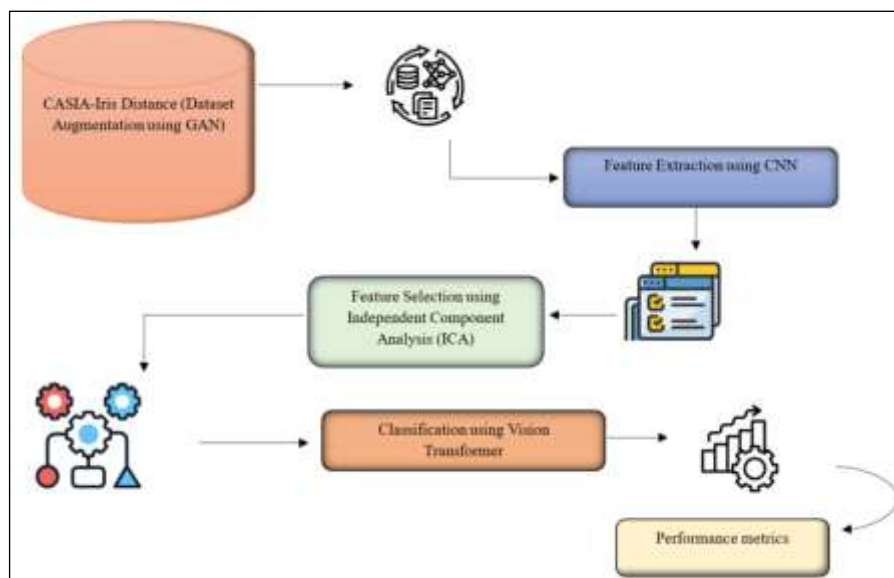 CASIA-Iris Distance (Dataset
Augmentation using GAN)
Feature Extraction using CNN
Feature Selection using
Independent Component
Analysis (ICA)
Classification using Vision
Transformer
Performance metrics